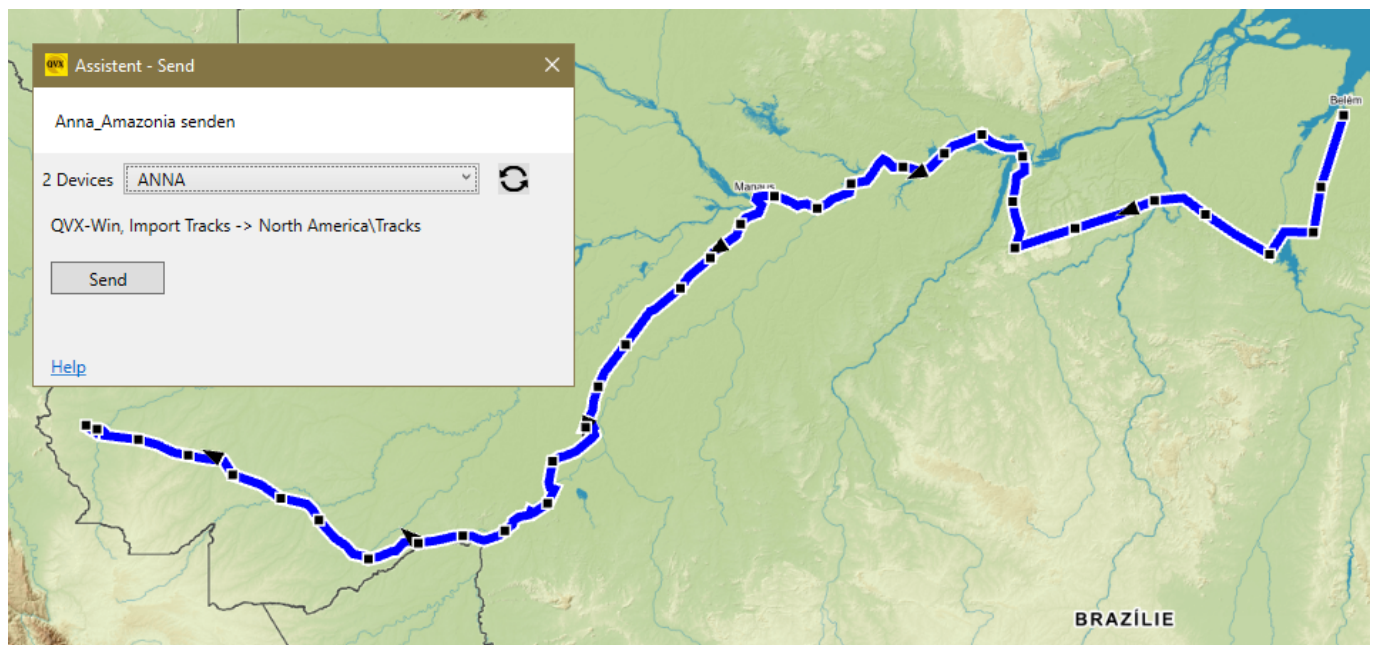 QVX Assistent - Send
Anna_Amazonia senden
2 Devices ANNA
QVX-Win, Import Tracks -> North America\Tracks
Send
Help
Belém
Manaus
BRAZÍLIE